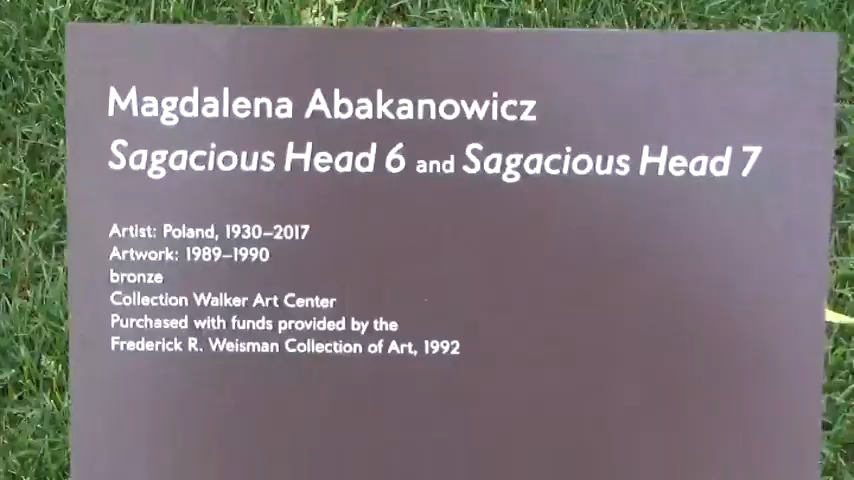 Magdalena Abakanowicz
Sagacious Head 6 and Sagacious Head 7
Artist: Poland, 1930–2017
Artwork: 1989–1990
bronze
Collection Walker Art Center
Purchased with funds provided by the
Frederick R. Weisman Collection of Art, 1992